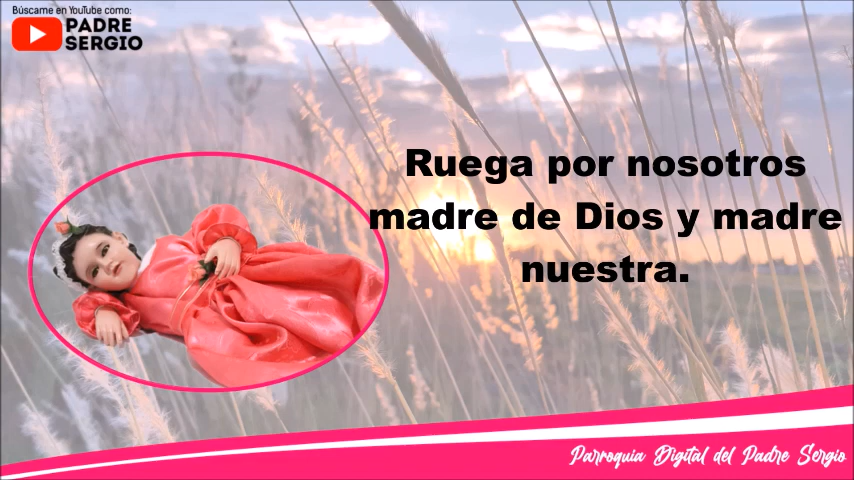 Búscame en YouTube como:
PADRE
SERGIO
Ruega por nosotros
madre de Dios y madre
nuestra.
Parroquia Digital del Padre Sergio